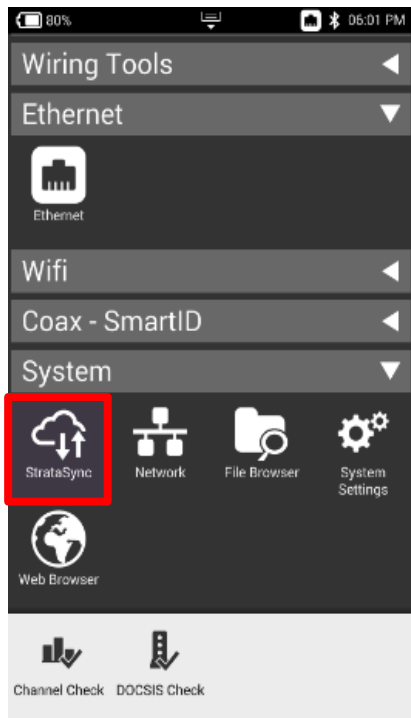 80%
06:01 PM
Wiring Tools
Ethernet
Ethernet
Wifi
Coax - SmartID
System
StrataSync
Network
File Browser
System
Settings
Web Browser
Channel Check
DOCSIS Check